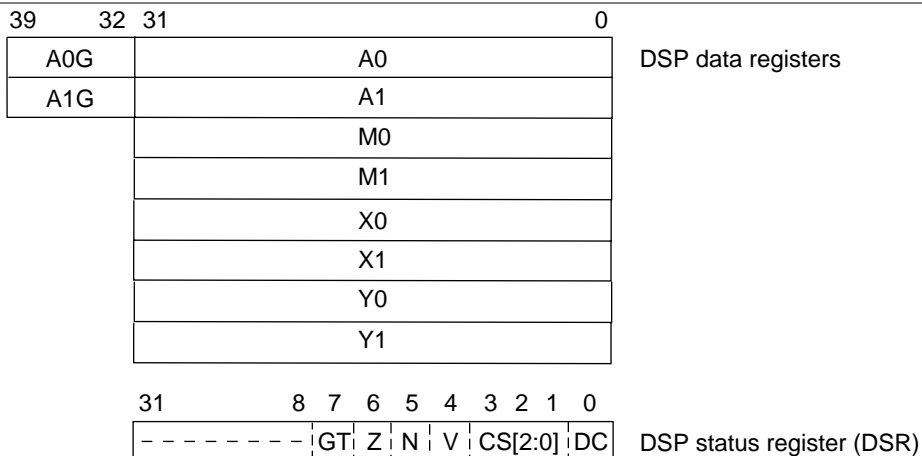 39 32 31 0
A0G A0 DSP data registers
A1G A1
M0
M1
X0
X1
Y0
Y1
31 8 7 6 5 4 3 2 1 0
GT Z N V CS[2:0] DC DSP status register (DSR)